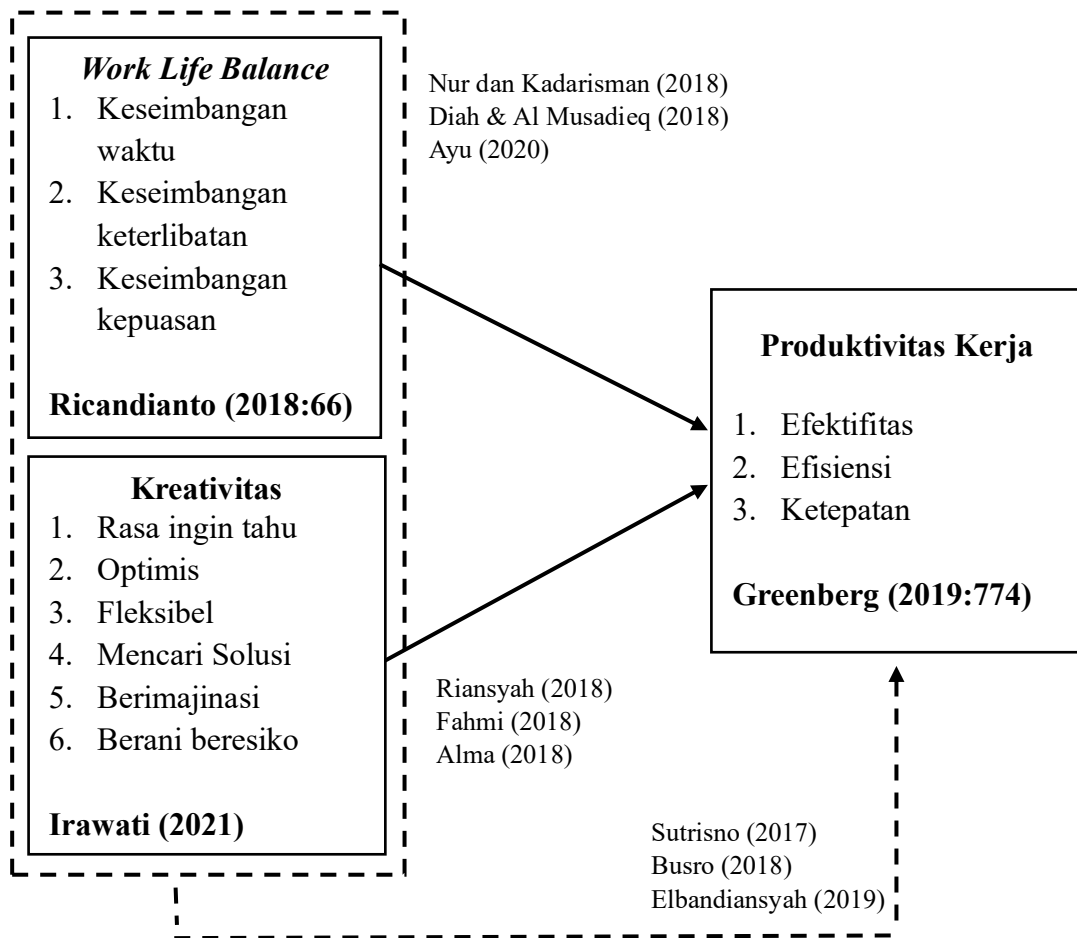 Work Life Balance
1. Keseimbangan
waktu
2. Keseimbangan
keterlibatan
3. Keseimbangan
kepuasan
Ricandianto (2018:66)
Nur dan Kadarisman (2018)
Diah & Al Musadieq (2018)
Ayu (2020)
Kreativitas
1. Rasa ingin tahu
2. Optimis
3. Fleksibel
4. Mencari Solusi
5. Berimajinasi
6. Berani beresiko
Irawati (2021)
Riansyah (2018)
Fahmi (2018)
Alma (2018)
Produktivitas Kerja
1. Efektifitas
2. Efisiensi
3. Ketepatan
Greenberg (2019:774)
Sutrisno (2017)
Busro (2018)
Elbandiansyah (2019)